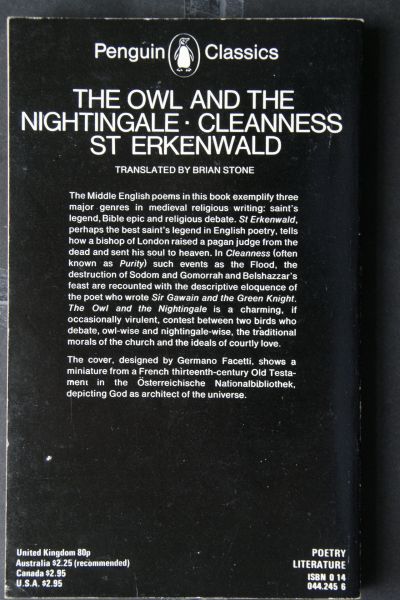 Penguin Classics
THE OWL AND THE
NIGHTINGALE · CLEANNESS
ST ERKENWALD
TRANSLATED BY BRIAN STONE
The Middle English poems in this book exemplify three
major genres in medieval religious writing: saint's
legend, Bible epic and religious debate. St Erkenwald,
perhaps the best saint's legend in English poetry, tells
how a bishop of London raised a pagan judge from the
dead and sent his soul to heaven. In Cleanness (often
known as Purity) such events as the Flood, the
destruction of Sodom and Gomorrah and Belshazzar's
feast are recounted with the descriptive eloquence of
the poet who wrote Sir Gawain and the Green Knight.
The Owl and the Nightingale is a charming, if
occasionally virulent, contest between two birds who
debate, owl-wise and nightingale-wise, the traditional
morals of the church and the ideals of courtly love.
The cover, designed by Germano Facetti, shows a
miniature from a French thirteenth-century Old Testa-
ment in the Österreichische Nationalbibliothek,
depicting God as architect of the universe.
United Kingdom 80p
Australia $2.25 (recommended)
Canada $2.95
U.S.A. $2.95
POETRY
LITERATURE
ISBN 0 14
044.245 6